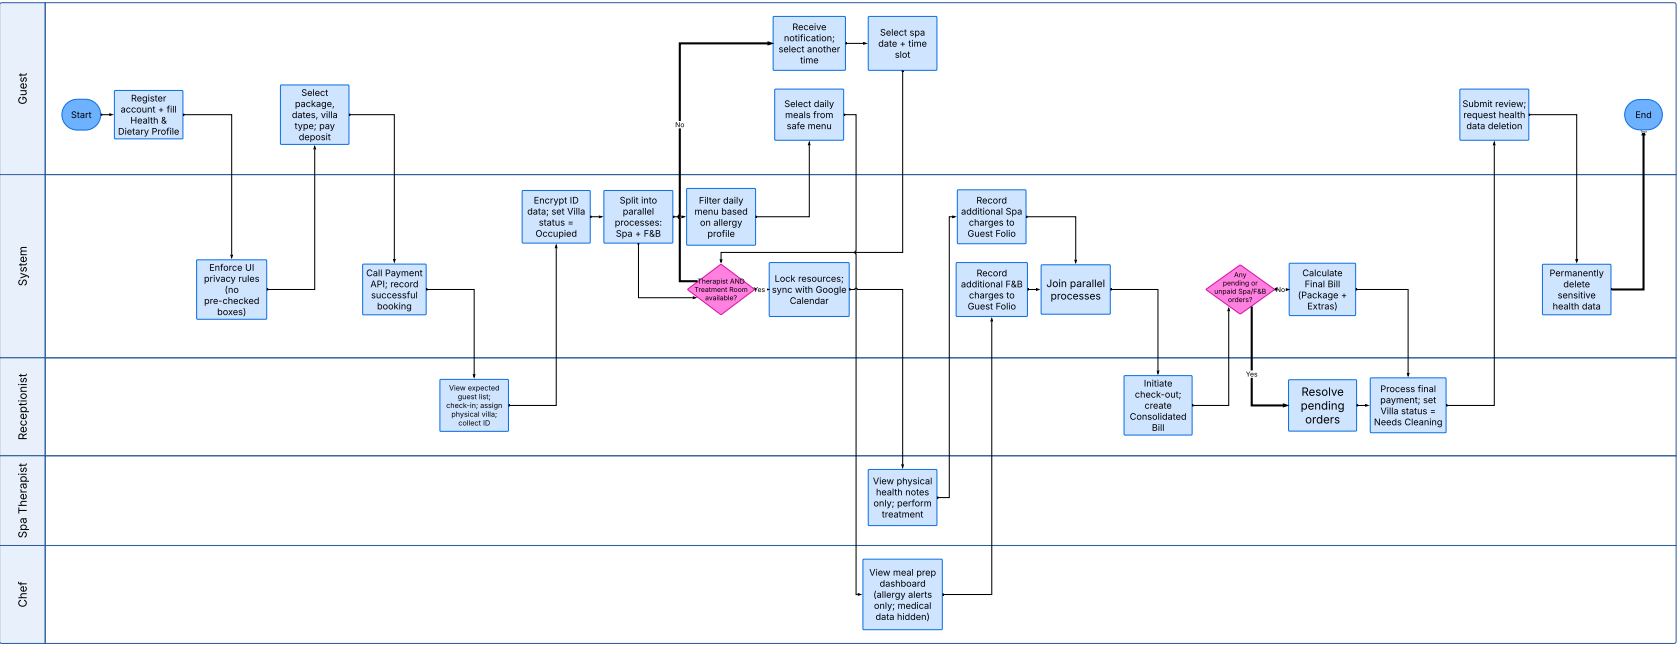 Guest
Start
Register
account + fill
Health &
Dietary Profile
Select
package,
dates, villa
type; pay
deposit
No
Receive
notification;
select another
time
Select spa
date + time
slot
Select daily
meals from
safe menu
Submit review;
request health
data deletion
End
System
Enforce UI
privacy rules
(no
pre-checked
boxes)
Call Payment
API; record
successful
booking
Encrypt ID
data; set Villa
status =
Occupied
Split into
parallel
processes:
Spa + F&B
Filter daily
menu based
on allergy
profile
Therapist AND
Treatment Room
available?
Yes
Lock resources;
sync with Google
Calendar
Record
additional Spa
charges to
Guest Folio
Record
additional F&B
charges to
Guest Folio
Join parallel
processes
Any
pending or
unpaid Spa/F&B
orders?
No
Calculate
Final Bill
(Package +
Extras)
Permanently
delete
sensitive
health data
Receptionist
View expected
guest list;
check-in; assign
physical villa;
collect ID
Initiate
check-out;
create
Consolidated
Bill
Yes
Resolve
pending
orders
Process final
payment; set
Villa status =
Needs Cleaning
Spa Therapist
View physical
health notes
only; perform
treatment
Chef
View meal prep
dashboard
(allergy alerts
only; medical
data hidden)